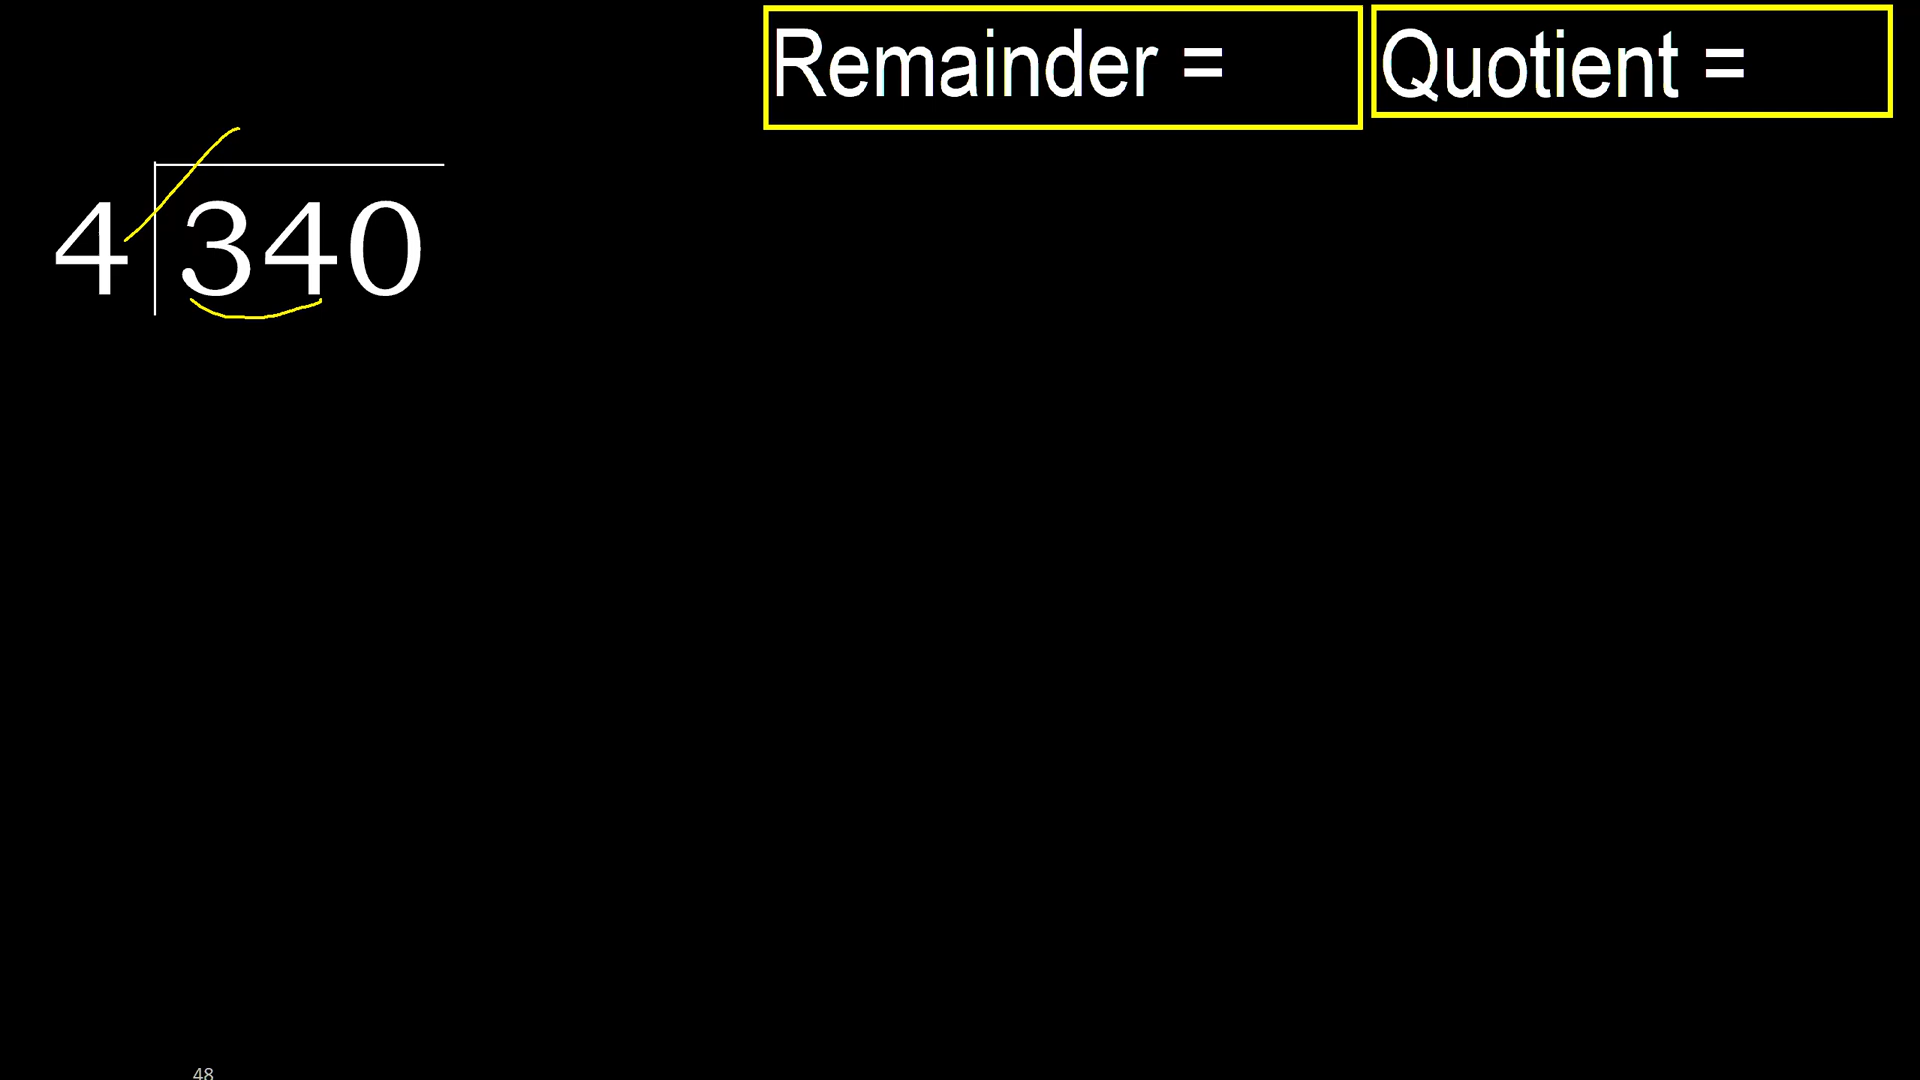 Remainder =
Quotient =
4 340
48